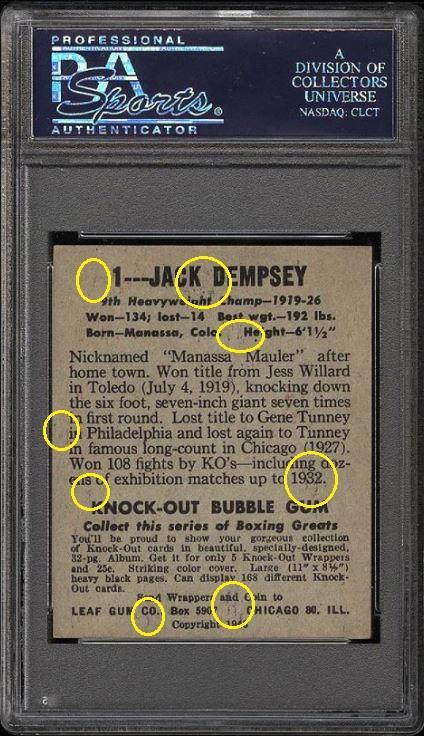 PROFESSIONAL
PSA
Sports®
AUTHENTICATOR
A
DIVISION OF
COLLECTORS
UNIVERSE
NASDAQ: CLCT
1---JACK DEMPSEY
9th Heavyweight Champ—1919-26
Won—134; lost—14 Best wgt.—192 lbs.
Born—Manassa, Colo. Height—6'1½"
Nicknamed "Manassa Mauler" after
home town. Won title from Jess Willard
in Toledo (July 4, 1919), knocking down
the six foot, seven-inch giant seven times
in first round. Lost title to Gene Tunney
in Philadelphia and lost again to Tunney
in famous long-count in Chicago (1927).
Won 108 fights by KO's—including doz-
ens of exhibition matches up to 1932.
KNOCK-OUT BUBBLE GUM
Collect this series of Boxing Greats
You'll be proud to show your gorgeous collection
of Knock-Out cards in beautiful, specially-designed,
32-pg. Album. Get it for only 5 Knock-Out Wrappers
and 25c. Striking color cover. Large (11" x 8½")
heavy black pages. Can display 168 different Knock-
Out cards.
Send Wrappers and Coin to
LEAF GUM CO., Box 5907 CHICAGO 80, ILL.
Copyright 1948